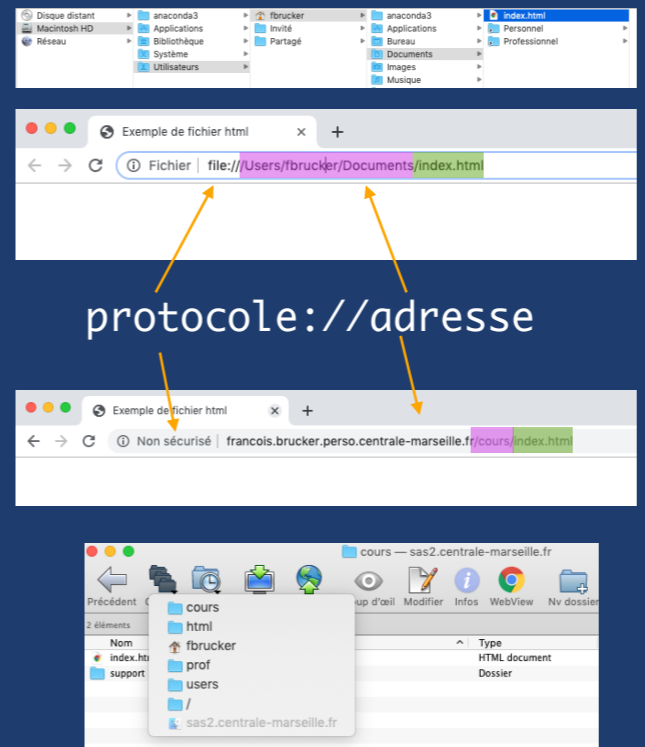 Disque distant anaconda3 fbrucker anaconda3 index.html
Macintosh HD Applications Invité Applications Personnel
Réseau Bibliothèque Partagé Bureau Professionnel
Système Documents
Utilisateurs Images
Musique
Exemple de fichier html
Fichier file:///Users/fbrucker/Documents/index.html
protocole://adresse
Exemple de fichier html
Non sécurisé francois.brucker.perso.centrale-marseille.fr/cours/index.html
cours — sas2.centrale-marseille.fr
Précédent d'œil Modifier Infos WebView Nv dossier
2 éléments
Nom Type
HTML document
support Dossier
cours
html
fbrucker
prof
users
/
sas2.centrale-marseille.fr